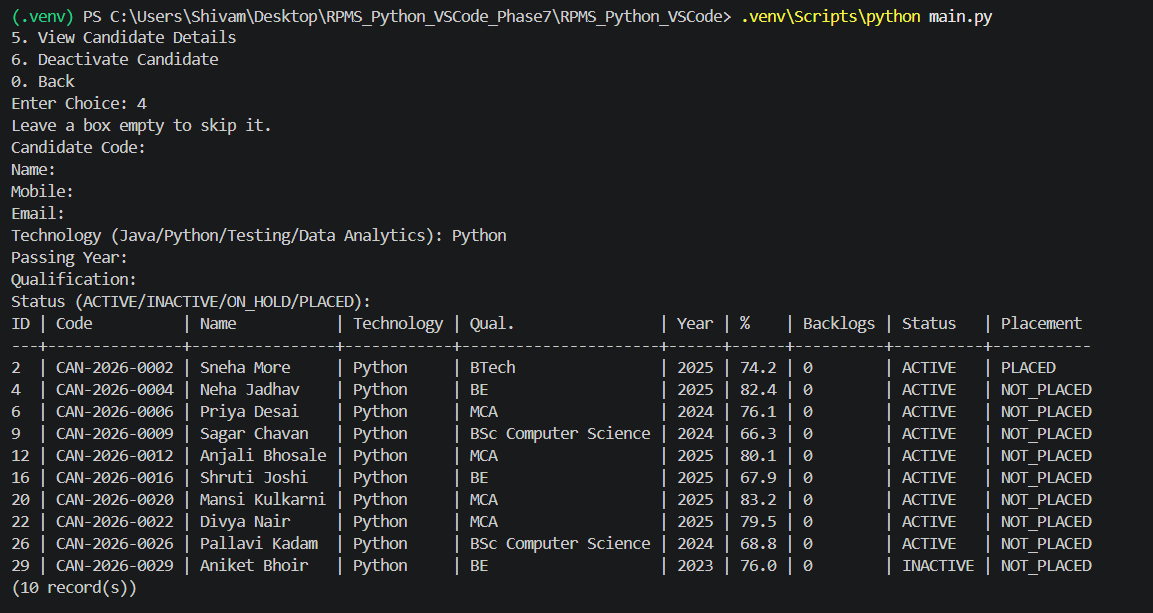 (.venv) PS C:\Users\Shivam\Desktop\RPMS_Python_VSCode_Phase7\RPMS_Python_VSCode> .venv\Scripts\python main.py
5. View Candidate Details
6. Deactivate Candidate
0. Back
Enter Choice: 4
Leave a box empty to skip it.
Candidate Code:
Name:
Mobile:
Email:
Technology (Java/Python/Testing/Data Analytics): Python
Passing Year:
Qualification:
Status (ACTIVE/INACTIVE/ON_HOLD/PLACED):
ID | Code          | Name            | Technology | Qual.                | Year | %    | Backlogs | Status   | Placement
---+---------------+-----------------+------------+----------------------+------+------+----------+----------+-----------
2  | CAN-2026-0002 | Sneha More      | Python     | BTech                | 2025 | 74.2 | 0        | ACTIVE   | PLACED
4  | CAN-2026-0004 | Neha Jadhav     | Python     | BE                   | 2025 | 82.4 | 0        | ACTIVE   | NOT_PLACED
6  | CAN-2026-0006 | Priya Desai     | Python     | MCA                  | 2024 | 76.1 | 0        | ACTIVE   | NOT_PLACED
9  | CAN-2026-0009 | Sagar Chavan    | Python     | BSc Computer Science | 2024 | 66.3 | 0        | ACTIVE   | NOT_PLACED
12 | CAN-2026-0012 | Anjali Bhosale  | Python     | MCA                  | 2024 | 80.1 | 0        | ACTIVE   | NOT_PLACED
16 | CAN-2026-0016 | Shruti Joshi    | Python     | BE                   | 2025 | 67.9 | 0        | ACTIVE   | NOT_PLACED
20 | CAN-2026-0020 | Mansi Kulkarni  | Python     | MCA                  | 2025 | 83.2 | 0        | ACTIVE   | NOT_PLACED
22 | CAN-2026-0022 | Divya Nair      | Python     | MCA                  | 2025 | 79.5 | 0        | ACTIVE   | NOT_PLACED
26 | CAN-2026-0026 | Pallavi Kadam   | Python     | BSc Computer Science | 2024 | 68.8 | 0        | ACTIVE   | NOT_PLACED
29 | CAN-2026-0029 | Aniket Bhoir    | Python     | BE                   | 2023 | 76.0 | 0        | INACTIVE | NOT_PLACED
(10 record(s))